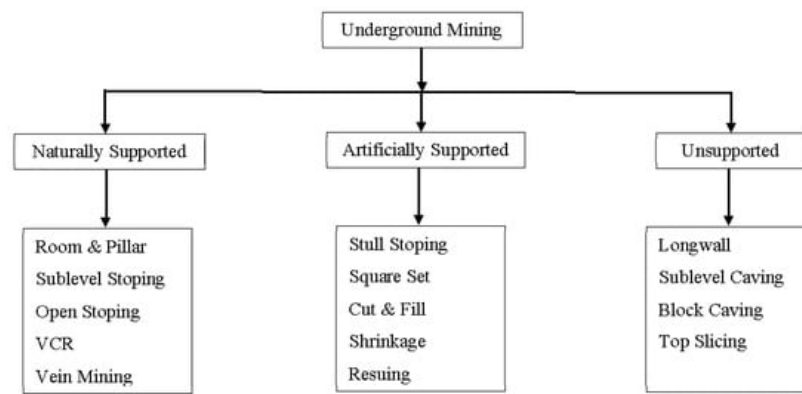 Underground Mining
Naturally Supported
Artificially Supported
Unsupported
Room & Pillar
Sublevel Stoping
Open Stoping
VCR
Vein Mining
Stull Stoping
Square Set
Cut & Fill
Shrinkage
Resuing
Longwall
Sublevel Caving
Block Caving
Top Slicing